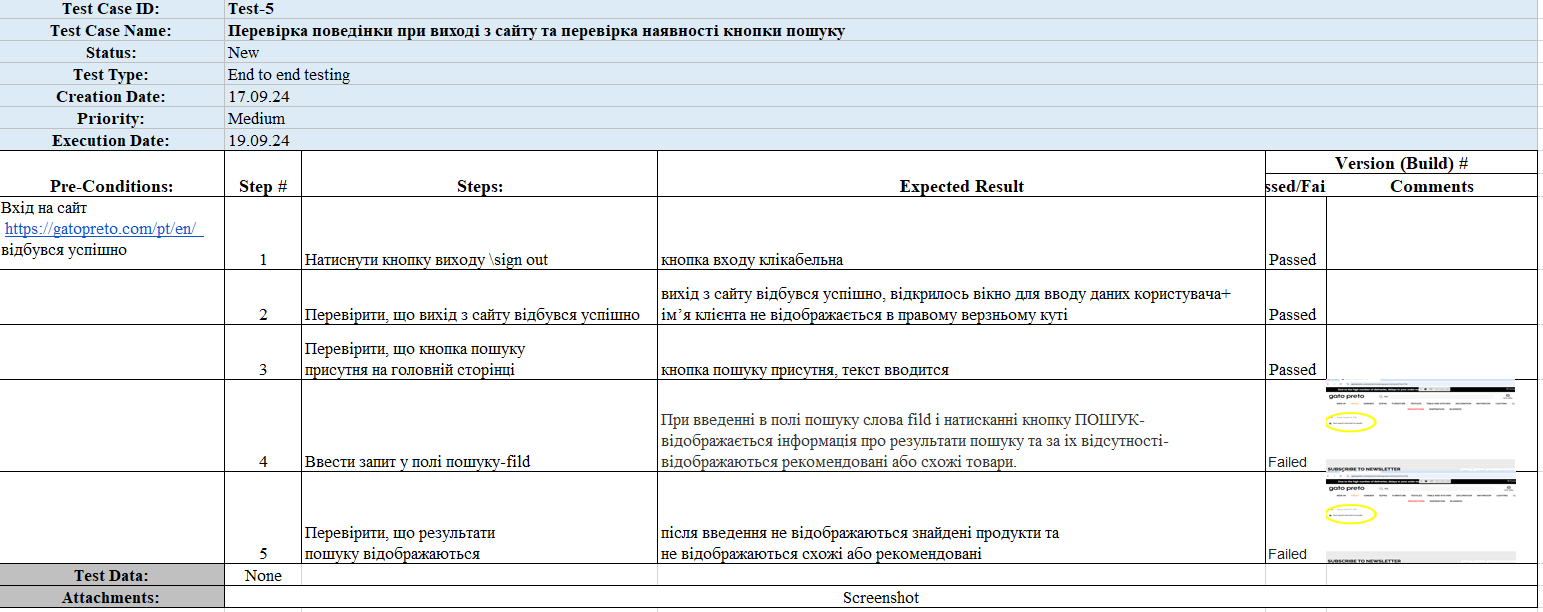 Test Case ID: Test-5
Test Case Name: Перевірка поведінки при виході з сайту та перевірка наявності кнопки пошуку
Status: New
Test Type: End to end testing
Creation Date: 17.09.24
Priority: Medium
Execution Date: 19.09.24
Version (Build) #
Pre-Conditions: Step # Steps: Expected Result ssed/Fai Comments
Вхід на сайт
https://gatopreto.com/pt/en/
відбувся успішно
1 Натиснути кнопку виходу \sign out кнопка входу клікабельна Passed
вихід з сайту відбувся успішно, відкрилось вікно для вводу даних користувача+
2 Перевірити, що вихід з сайту відбувся успішно ім’я клієнта не відображається в правому верзньому куті Passed
Перевірити, що кнопка пошуку
3 присутня на головній сторінці кнопка пошуку присутня, текст вводится Passed
gato preto
При введенні в полі пошуку слова fild і натисканні кнопку ПОШУК-
відображається інформація про результати пошуку та за їх відсутності-
4 Ввести запит у полі пошуку-fild відображаються рекомендовані або схожі товари. Failed
SUBSCRIBE TO NEWSLETTER
gato preto
Перевірити, що результати після введення не відображаються знайдені продукти та
5 пошуку відображаються не відображаються схожі або рекомендовані Failed
SUBSCRIBE TO NEWSLETTER
Test Data: None
Attachments: Screenshot